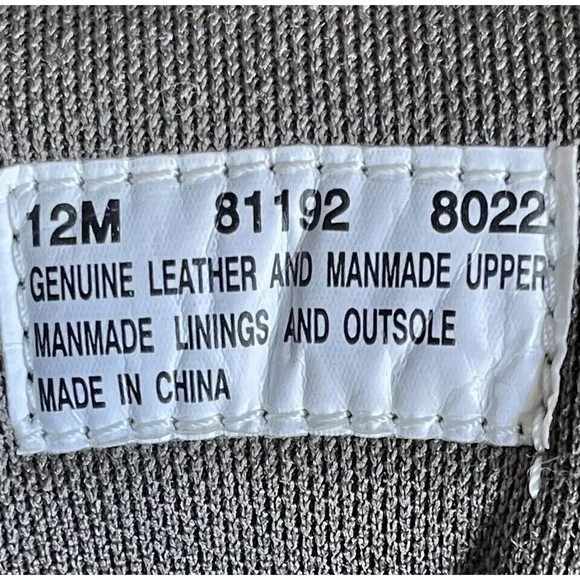 12M 81192 8022
GENUINE LEATHER AND MANMADE UPPER
MANMADE LININGS AND OUTSOLE
MADE IN CHINA